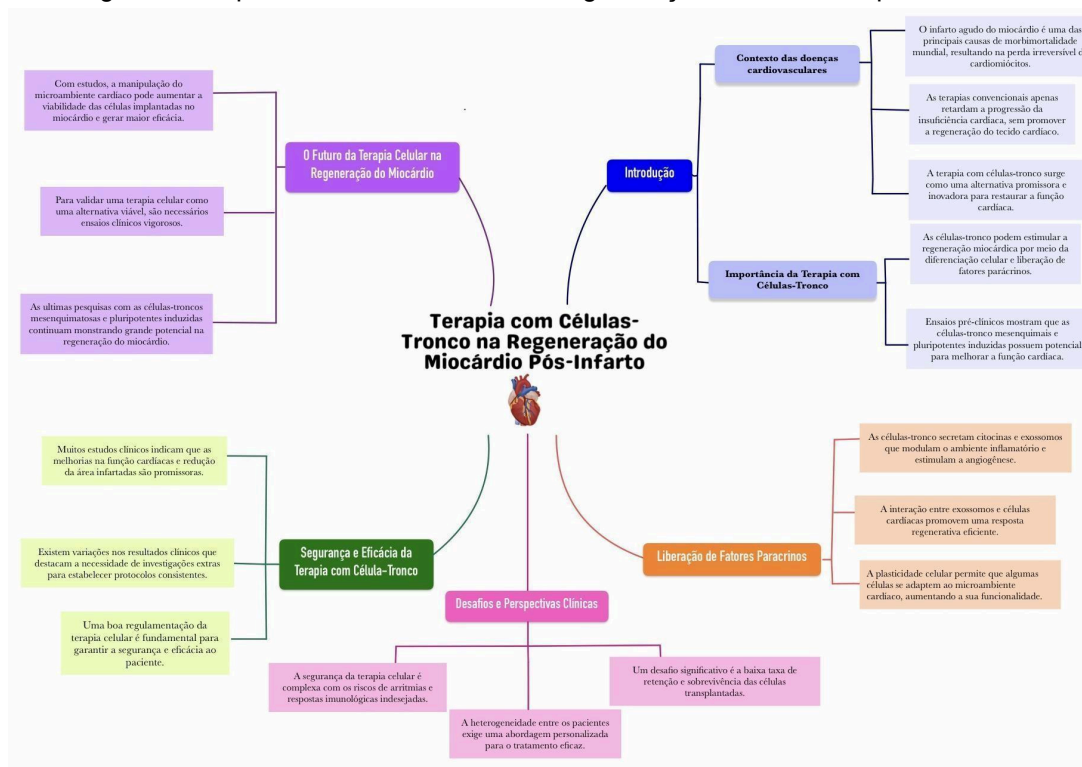 Terapia com Células-
Tronco na Regeneração do
Miocárdio Pós-Infarto
Introdução
Contexto das doenças
cardiovasculares
O infarto agudo do miocárdio é uma das
principais causas de morbimortalidade
mundial, resultando na perda irreversível
cardiomiócitos.
As terapias convencionais apenas
retardam a progressão da
insuficiência cardíaca, sem promover
a regeneração do tecido cardíaco.
A terapia com células-tronco surge
como uma alternativa promissora e
inovadora para restaurar a função
cardíaca.
Importância da Terapia com
Células-Tronco
As células-tronco podem estimular a
regeneração miocárdica por meio da
diferenciação celular e liberação de
fatores parácrinos.
Ensaios pré-clínicos mostram que as
células-tronco mesenquimais e
pluripotentes induzidas possuem potencial
para melhorar a função cardíaca.
Liberação de Fatores Paracrinos
As células-tronco secretam citocinas e exossomos
que modulam o ambiente inflamatório e
estimulam a angiogênese.
A interação entre exossomos e células
cardíacas promovem uma resposta
regenerativa eficiente.
A plasticidade celular permite que algumas
células se adaptem ao microambiente
cardíaco, aumentando a sua funcionalidade.
Desafios e Perspectivas Clínicas
A segurança da terapia celular é
complexa com os riscos de arritmias e
respostas imunológicas indesejadas.
A heterogeneidade entre os pacientes
exige uma abordagem personalizada
para o tratamento eficaz.
Um desafio significativo é a baixa taxa de
retenção e sobrevivência das células
transplantadas.
Segurança e Eficácia da
Terapia com Célula-Tronco
Muitos estudos clínicos indicam que as
melhorias na função cardíacas e redução
da área infartadas são promissoras.
Existem variações nos resultados clínicos que
destacam a necessidade de investigações extras
para estabelecer protocolos consistentes.
Uma boa regulamentação da
terapia celular é fundamental para
garantir a segurança e eficácia ao
paciente.
O Futuro da Terapia Celular na
Regeneração do Miocárdio
Com estudos, a manipulação do
microambiente cardíaco pode aumentar a
viabilidade das células implantadas no
miocárdio e gerar maior eficácia.
Para validar uma terapia celular como
uma alternativa viável, são necessários
ensaios clínicos vigorosos.
As ultimas pesquisas com as células-troncos
mesenquimatosas e pluripotentes induzidas
continuam monstrando grande potencial na
regeneração do miocárdio.